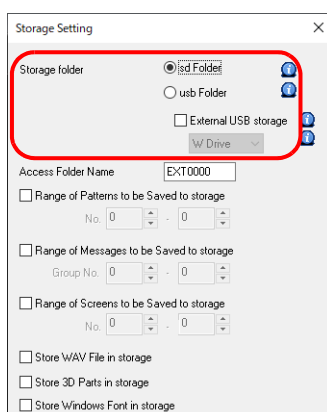 Storage Setting
Storage folder
sd Folder
usb Folder
External USB storage
W Drive
Access Folder Name EXT0000
Range of Patterns to be Saved to storage
No. 0 - 0
Range of Messages to be Saved to storage
Group No. 0 - 0
Range of Screens to be Saved to storage
No. 0 - 0
Store WAV File in storage
Store 3D Parts in storage
Store Windows Font in storage